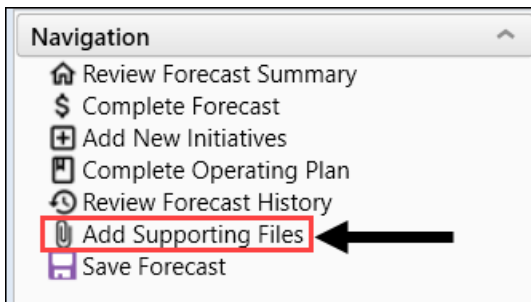 Navigation
Review Forecast Summary
Complete Forecast
Add New Initiatives
Complete Operating Plan
Review Forecast History
Add Supporting Files
Save Forecast